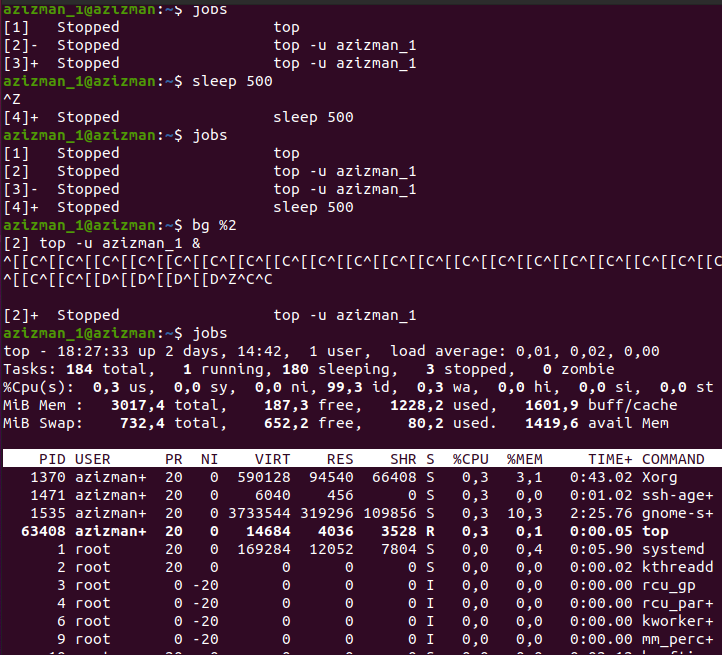 azizman_1@azizman:~$ jobs
[1]   Stopped                 top
[2]-  Stopped                 top -u azizman_1
[3]+  Stopped                 top -u azizman_1
azizman_1@azizman:~$ sleep 500
^Z
[4]+  Stopped                 sleep 500
azizman_1@azizman:~$ jobs
[1]   Stopped                 top
[2]   Stopped                 top -u azizman_1
[3]-  Stopped                 top -u azizman_1
[4]+  Stopped                 sleep 500
azizman_1@azizman:~$ bg %2
[2] top -u azizman_1 &
^[[C^[[C^[[C^[[C^[[C^[[C^[[C^[[C^[[C^[[C^[[C^[[C^[[C^[[C^[[C^[[C^[[C^[[C^[[C^[[C
^[[C^[[C^[[D^[[D^[[D^[[D^Z^C^C
[2]+  Stopped                 top -u azizman_1
azizman_1@azizman:~$ jobs
top - 18:27:33 up 2 days, 14:42,  1 user,  load average: 0,01, 0,02, 0,00
Tasks: 184 total,   1 running, 180 sleeping,   3 stopped,   0 zombie
%Cpu(s):  0,3 us,  0,0 sy,  0,0 ni, 99,3 id,  0,3 wa,  0,0 hi,  0,0 si,  0,0 st
MiB Mem :   3017,4 total,    187,3 free,   1228,2 used,   1601,9 buff/cache
MiB Swap:    732,4 total,    652,2 free,     80,2 used.   1419,6 avail Mem
    PID USER      PR  NI    VIRT    RES    SHR S  %CPU  %MEM     TIME+ COMMAND
   1370 azizman+  20   0  590128  94540  66408 S   0,3   3,1   0:43.02 Xorg
   1471 azizman+  20   0    6040    456      0 S   0,3   0,0   0:01.02 ssh-age+
   1535 azizman+  20   0 3733544 319296 109856 S   0,3  10,3   2:25.76 gnome-s+
  63408 azizman+  20   0   14684   4036   3528 R   0,3   0,1   0:00.05 top
      1 root      20   0  169284  12052   7804 S   0,0   0,4   0:05.90 systemd
      2 root      20   0       0      0      0 S   0,0   0,0   0:00.02 kthreadd
      3 root       0 -20       0      0      0 I   0,0   0,0   0:00.00 rcu_gp
      4 root       0 -20       0      0      0 I   0,0   0,0   0:00.00 rcu_par+
      6 root       0 -20       0      0      0 I   0,0   0,0   0:00.00 kworker+
      9 root       0 -20       0      0      0 I   0,0   0,0   0:00.00 mm_perc+